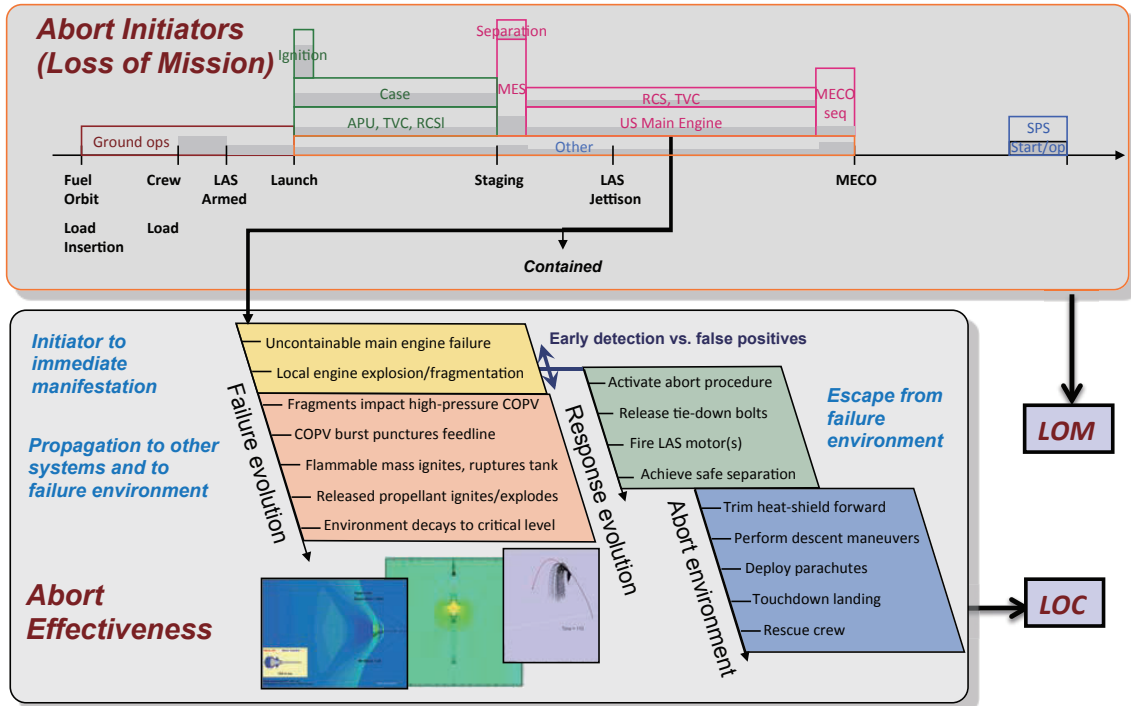 Abort Initiators
(Loss of Mission)
Ignition
Separation
Case
MES
RCS, TVC
MECO
seq
APU, TVC, RCSI
US Main Engine
Ground ops
Other
SPS
Start/op
Fuel
Orbit
Crew
LAS
Armed
Launch
Staging
LAS
Jettison
MECO
Load
Insertion
Load
Contained
Initiator to
immediate
manifestation
Propagation to other
systems and to
failure environment
Failure evolution
Uncontainable main engine failure
Local engine explosion/fragmentation
Fragments impact high-pressure COPV
COPV burst punctures feedline
Flammable mass ignites, ruptures tank
Released propellant ignites/explodes
Environment decays to critical level
Early detection vs. false positives
Response evolution
Activate abort procedure
Release tie-down bolts
Fire LAS motor(s)
Achieve safe separation
Escape from
failure
environment
Abort environment
Trim heat-shield forward
Perform descent maneuvers
Deploy parachutes
Touchdown landing
Rescue crew
Abort
Effectiveness
LOM
LOC